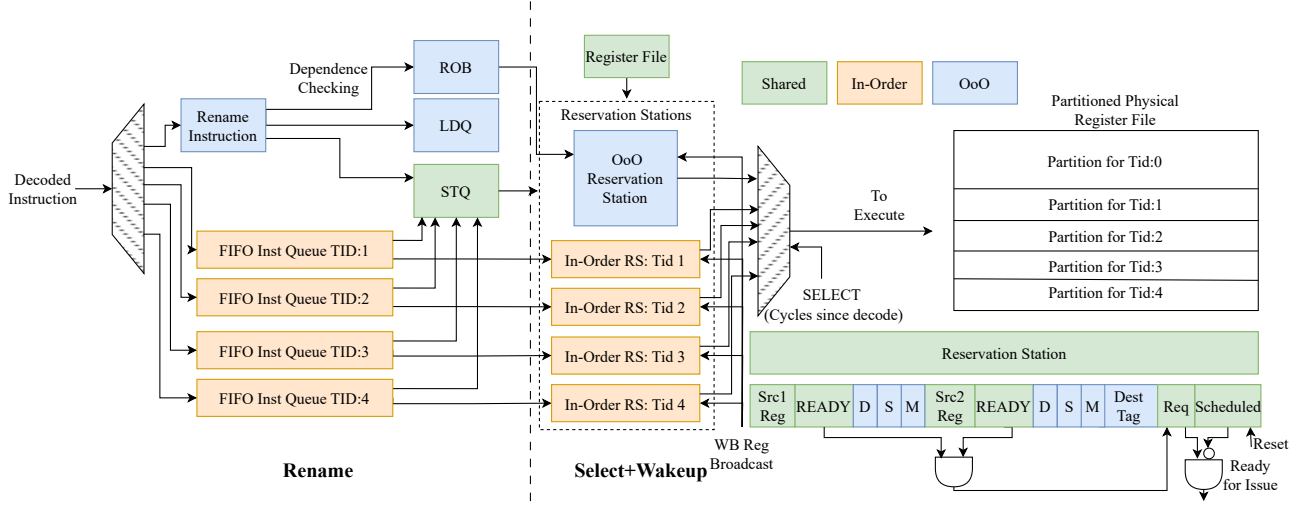 Decoded
Instruction
Rename
Instruction
Dependence
Checking
ROB
LDQ
STQ
FIFO Inst Queue TID:1
FIFO Inst Queue TID:2
FIFO Inst Queue TID:3
FIFO Inst Queue TID:4
Rename
Register File
Reservation Stations
OoO
Reservation
Station
In-Order RS: Tid 1
In-Order RS: Tid 2
In-Order RS: Tid 3
In-Order RS: Tid 4
Select+Wakeup
WB Reg
Broadcast
SELECT
(Cycles since decode)
To
Execute
Shared
In-Order
OoO
Partitioned Physical
Register File
Partition for Tid:0
Partition for Tid:1
Partition for Tid:2
Partition for Tid:3
Partition for Tid:4
Reservation Station
Src1
Reg
READY
D
S
M
Src2
Reg
READY
D
S
M
Dest
Tag
Req
Scheduled
Reset
Ready
for Issue